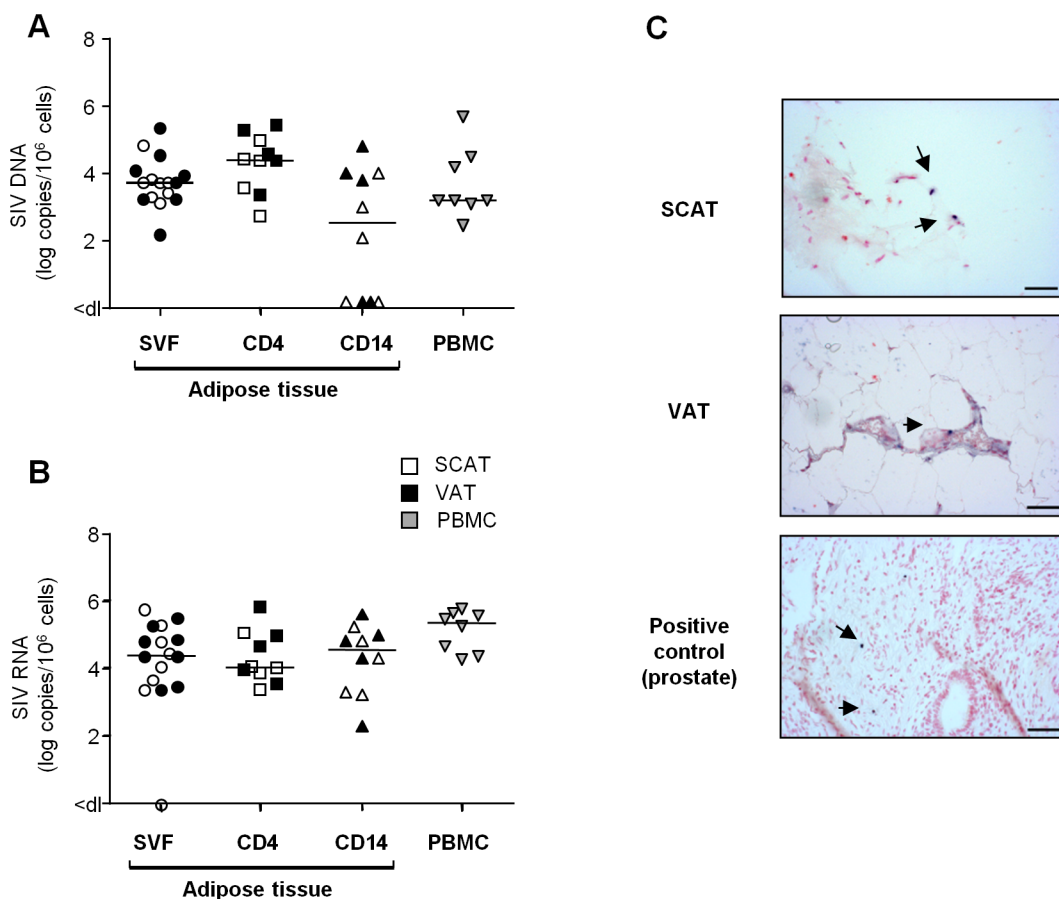 A
8
6
4
2
<dl
SIV DNA
(log copies/10⁶ cells)
SVF CD4 CD14 PBMC
Adipose tissue
B
SCAT
VAT
PBMC
8
6
4
2
<dl
SIV RNA
(log copies/10⁶ cells)
SVF CD4 CD14 PBMC
Adipose tissue
C
SCAT
VAT
Positive
control
(prostate)